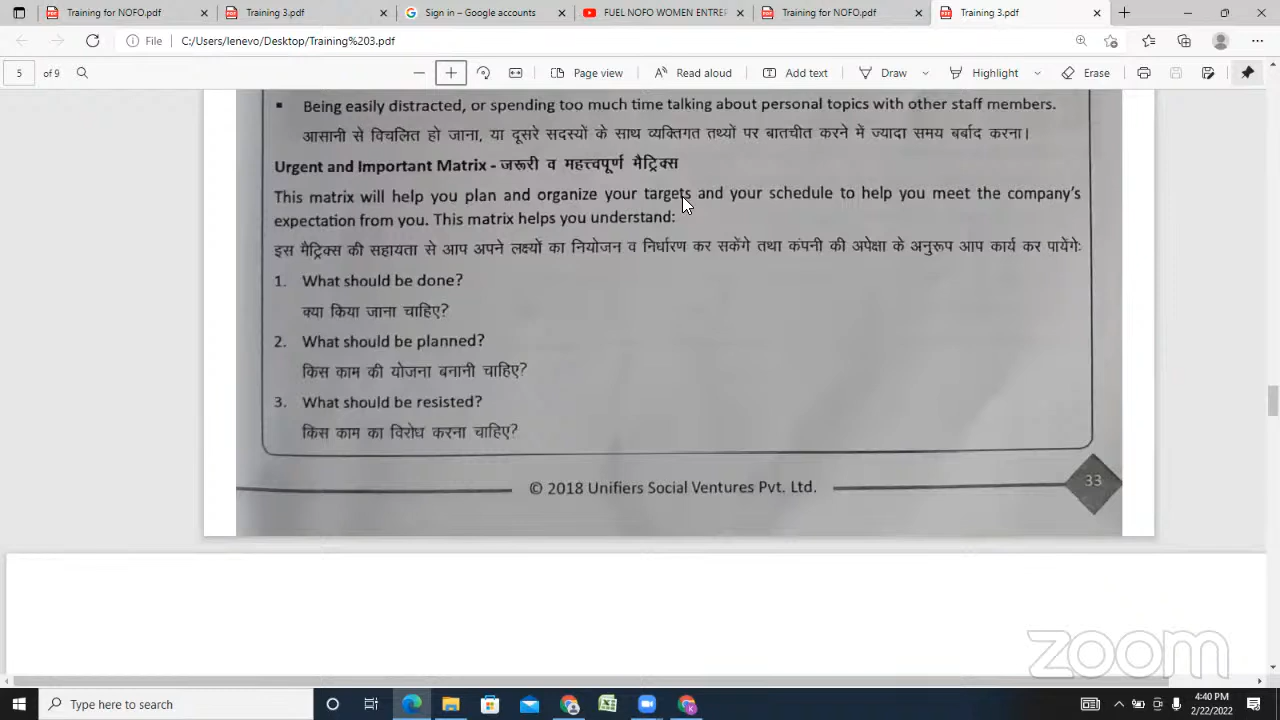 Training for NOFO.pdf
Training 3.pdf
Sign in – Google accounts
FUEL NOFO WOMEN ENTREF
Training for NOFO.pdf
Training 3.pdf
File
C:/Users/lenevo/Desktop/Training%203.pdf
5 of 9
Page view
Read aloud
Add text
Draw
Highlight
Erase
Being easily distracted, or spending too much time talking about personal topics with other staff members.
आसानी से विचलित हो जाना, या दूसरे सदस्यों के साथ व्यक्तिगत तथ्यों पर बातचीत करने में ज्यादा समय बर्बाद करना।
Urgent and Important Matrix - जरूरी व महत्त्वपूर्ण मैट्रिक्स
This matrix will help you plan and organize your targets and your schedule to help you meet the company's
expectation from you. This matrix helps you understand:
इस मैट्रिक्स की सहायता से आप अपने लक्ष्यों का नियोजन व निर्धारण कर सकेंगे तथा कंपनी की अपेक्षा के अनुरूप आप कार्य कर पायेंगेः
1. What should be done?
क्या किया जाना चाहिए?
2. What should be planned?
किस काम की योजना बनानी चाहिए?
3. What should be resisted?
किस काम का विरोध करना चाहिए?
© 2018 Unifiers Social Ventures Pvt. Ltd.
33
zoom
Type here to search
4:40 PM
2/22/2022